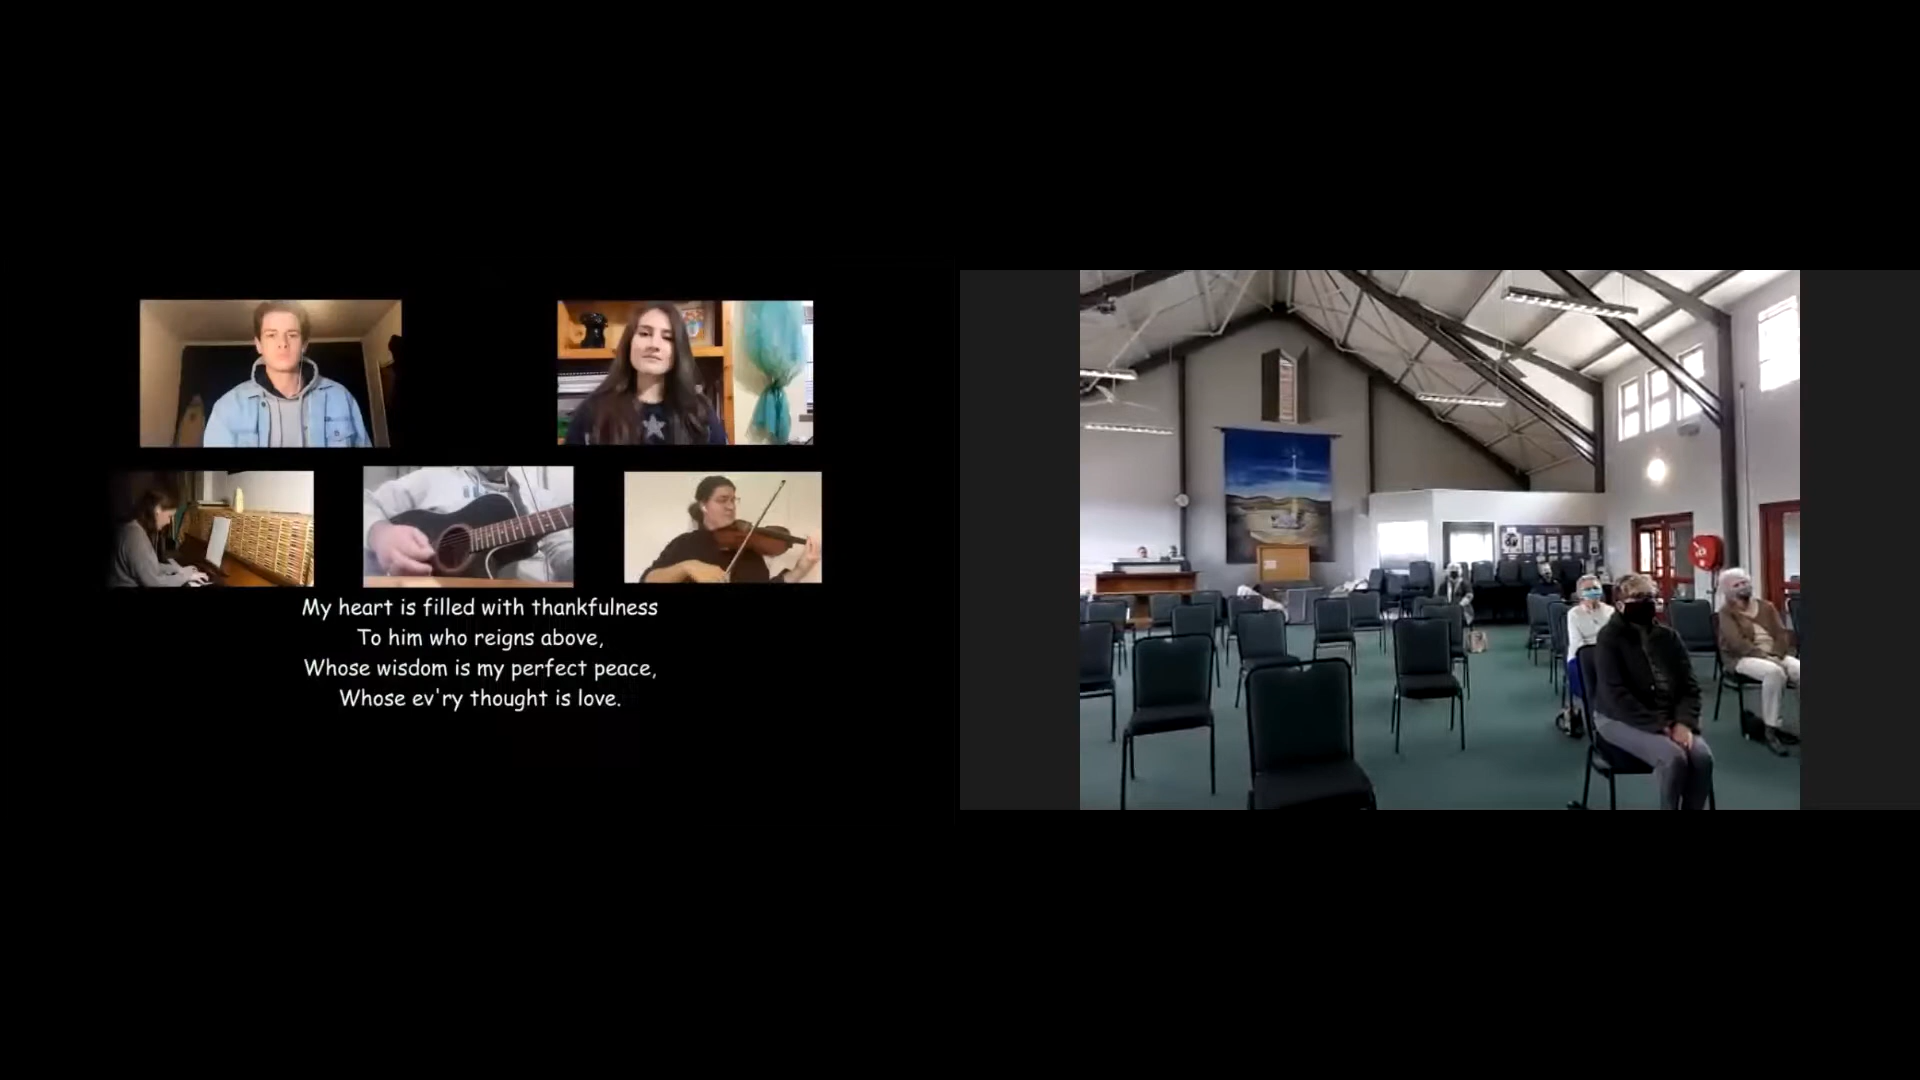 My heart is filled with thankfulness
To him who reigns above,
Whose wisdom is my perfect peace,
Whose ev'ry thought is love.